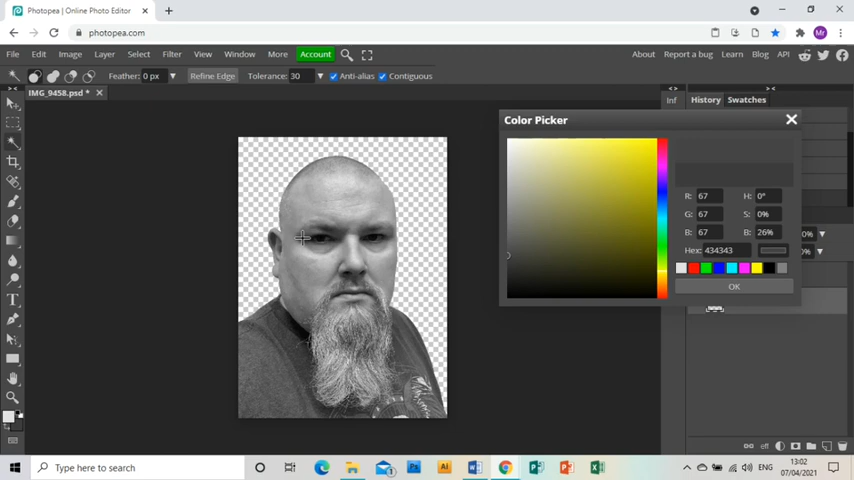 Photopea | Online Photo Editor
photopea.com
Mr
File Edit Image Layer Select Filter View Window More Account
About Report a bug Learn Blog API
Feather: 0 px Refine Edge Tolerance: 30 Anti-alias Contiguous
IMG_9458.psd *
Inf History Swatches
Color Picker
R: 67 H: 0°
G: 67 S: 0%
B: 67 B: 26%
Hex: 434343
OK
Type here to search
ENG
13:02
07/04/2021